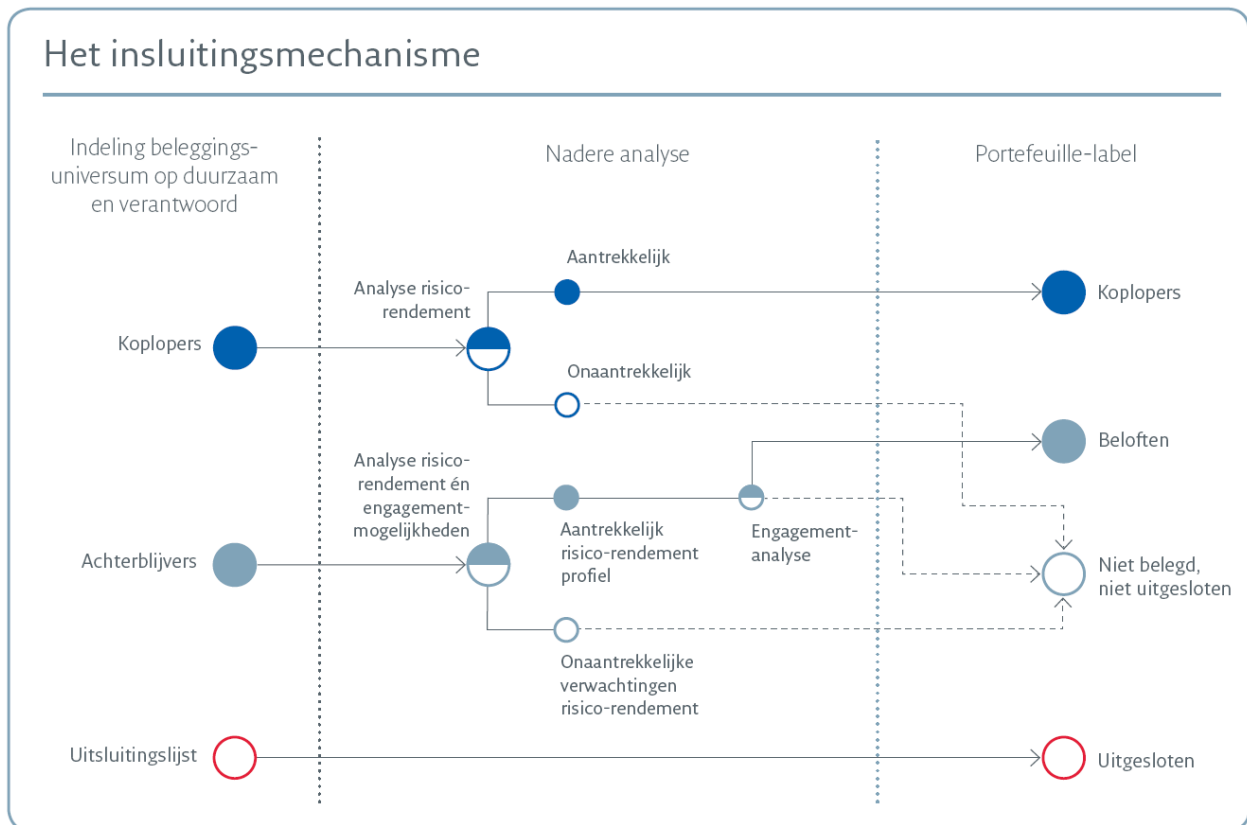 Het insluitingsmechanisme
Indeling beleggings-
universum op duurzaam
en verantwoord
Nadere analyse
Portefeuille-label
Koplopers
Analyse risico-
rendement
Aantrekkelijk
Onaantrekkelijk
Koplopers
Beloften
Achterblijvers
Analyse risico-
rendement én
engagement-
mogelijkheden
Aantrekkelijk
risico-rendement
profiel
Engagement-
analyse
Onaantrekkelijke
verwachtingen
risico-rendement
Niet belegd,
niet uitgesloten
Uitsluitingslijst
Uitgesloten